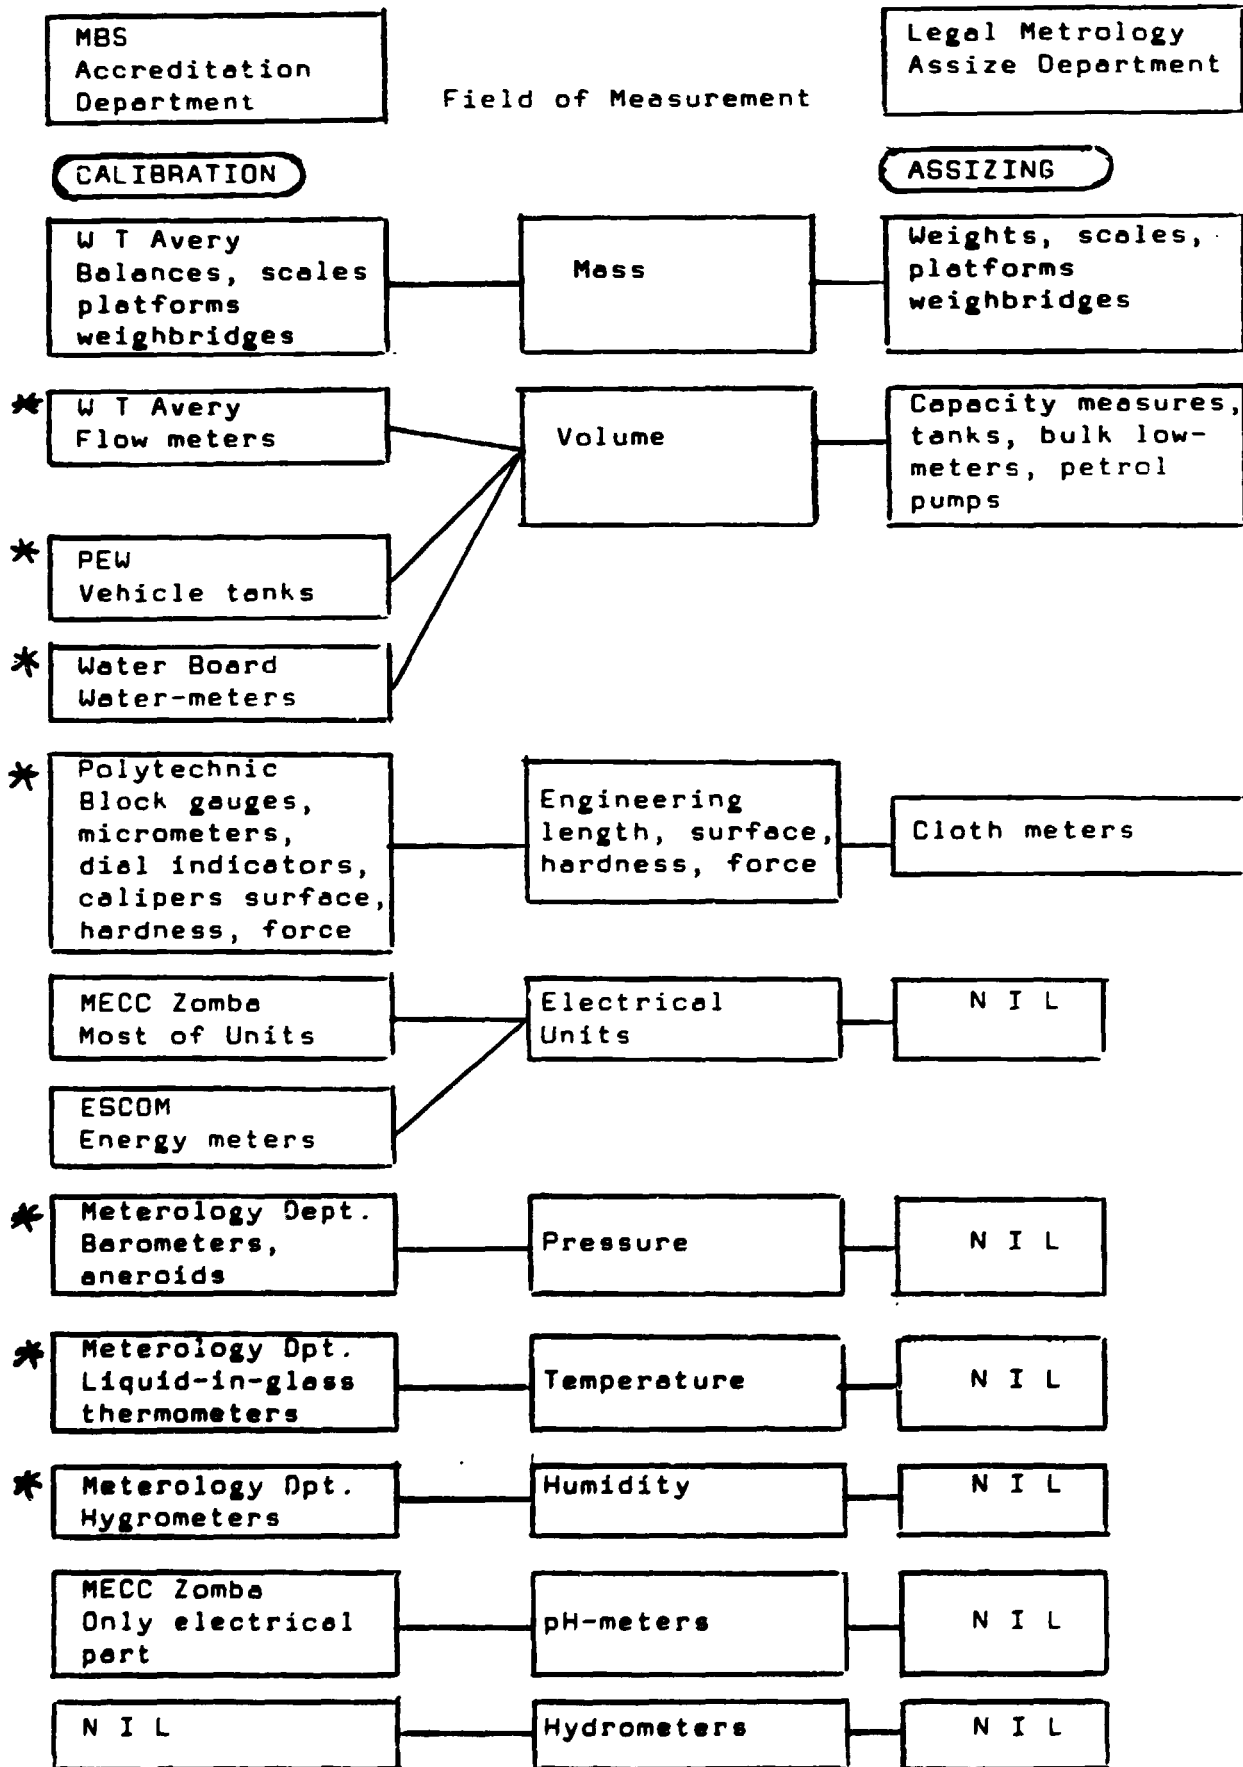 MBS
Accreditation
Department
Field of Measurement
Legal Metrology
Assize Department
CALIBRATION
ASSIZING
W T Avery
Balances, scales
platforms
weighbridges
Mass
Weights, scales,
platforms
weighbridges
* W T Avery
Flow meters
Volume
Capacity measures,
tanks, bulk low-
meters, petrol
pumps
* PEW
Vehicle tanks
* Water Board
Water-meters
* Polytechnic
Block gauges,
micrometers,
dial indicators,
calipers surface,
hardness, force
Engineering
length, surface,
hardness, force
Cloth meters
MECC Zomba
Most of Units
Electrical
Units
N I L
ESCOM
Energy meters
* Meterology Dept.
Barometers,
aneroids
Pressure
N I L
* Meterology Dpt.
Liquid-in-glass
thermometers
Temperature
N I L
* Meterology Dpt.
Hygrometers
Humidity
N I L
MECC Zomba
Only electrical
part
pH-meters
N I L
N I L
Hydrometers
N I L